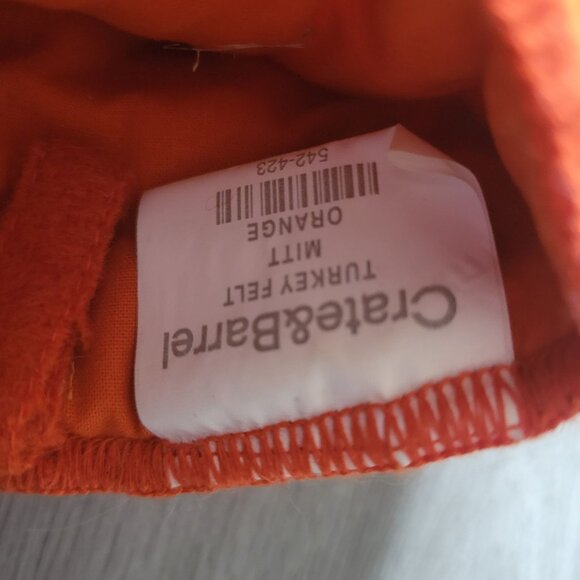 Crate&Barrel
TURKEY FELT
MITT
ORANGE
542-423